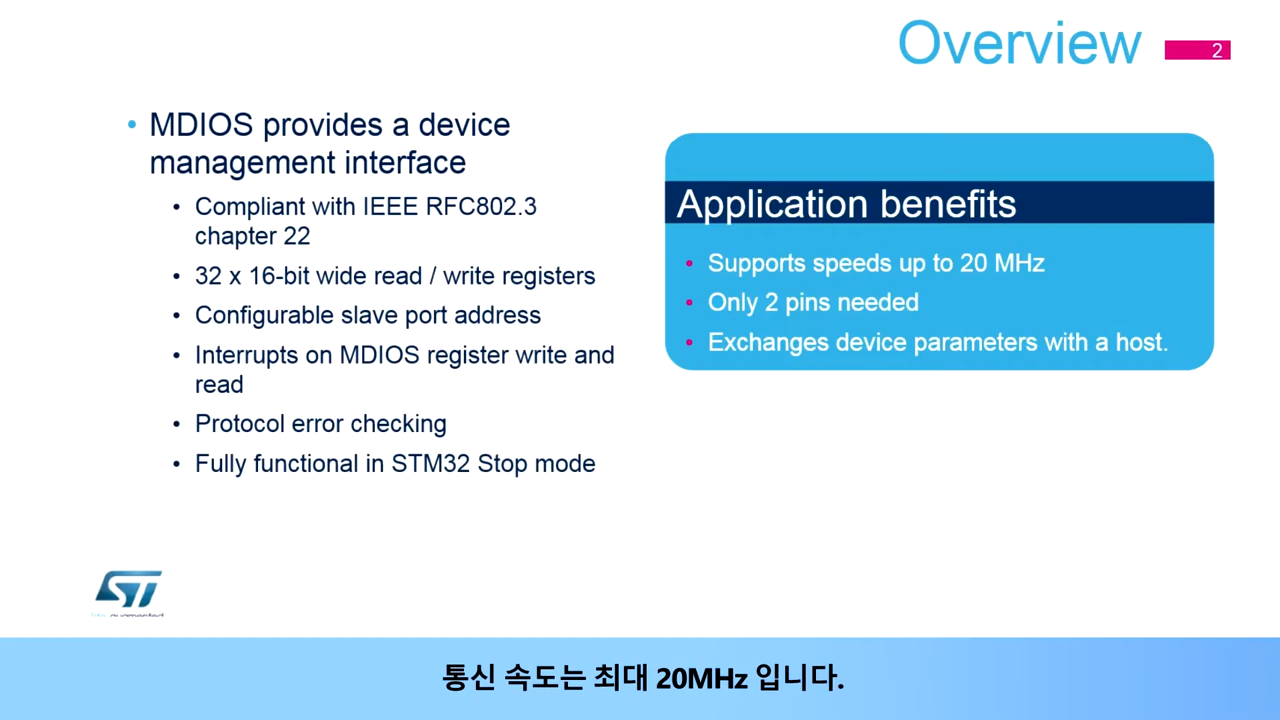 Overview
2
• MDIOS provides a device
management interface
• Compliant with IEEE RFC802.3
chapter 22
• 32 x 16-bit wide read / write registers
• Configurable slave port address
• Interrupts on MDIOS register write and
read
• Protocol error checking
• Fully functional in STM32 Stop mode
Application benefits
• Supports speeds up to 20 MHz
• Only 2 pins needed
• Exchanges device parameters with a host.
ST
통신 속도는 최대 20MHz 입니다.